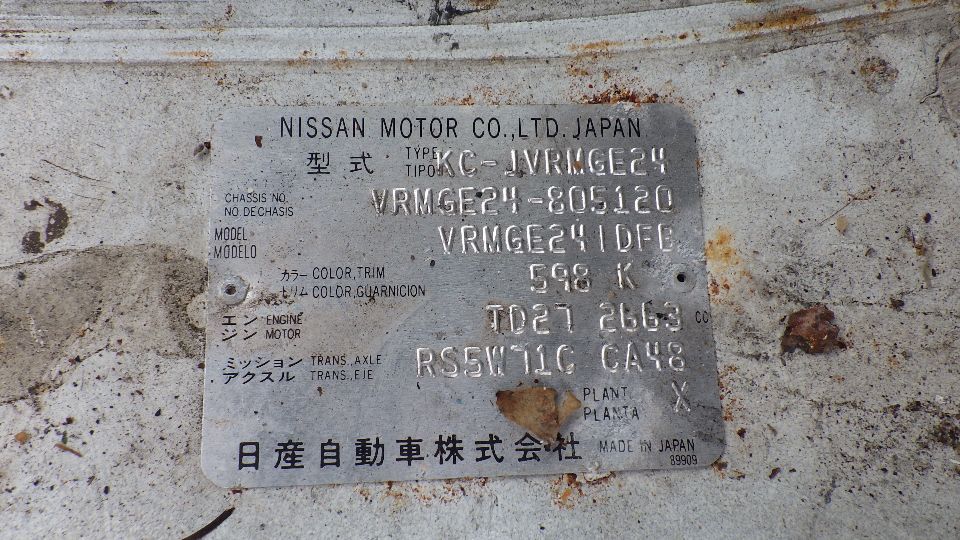 NISSAN MOTOR CO.,LTD. JAPAN
型式 TYPE TIPO KC-JVRMGE24
CHASSIS NO. NO DECHASIS VRMGE24-805120
MODEL MODELO VRMGE241DFB
カラー COLOR,TRIM トリム COLOR,GUARNICION 598 K
エンジン ENGINE MOTOR TD27 2663 CC
ミッション TRANS.,AXLE アクスル TRANS.,EJE RS5W71C CA48
PLANT PLANTA X
日産自動車株式会社 MADE IN JAPAN
89909